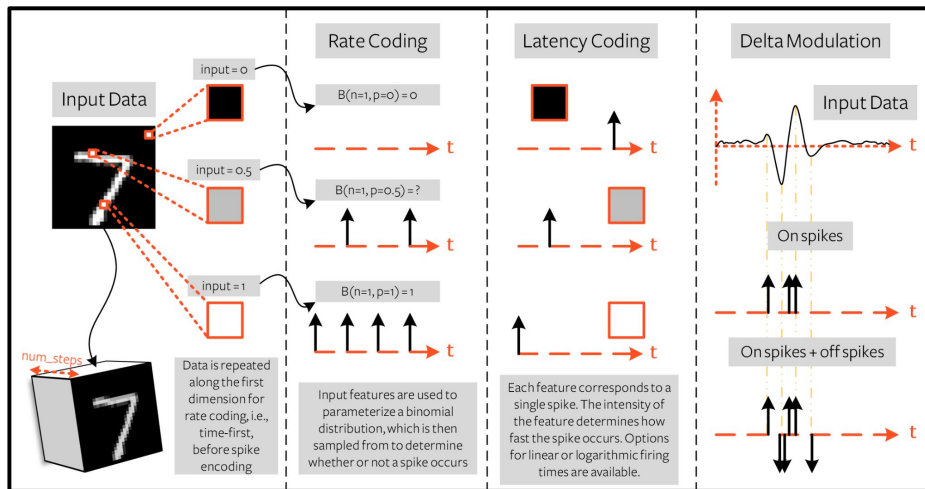 Input Data
input = 0
input = 0.5
input = 1
num_steps
Data is repeated
along the first
dimension for
rate coding, i.e.,
time-first,
before spike
encoding
Rate Coding
B(n=1, p=0) = 0
t
B(n=1, p=0.5) = ?
t
B(n=1, p=1) = 1
t
Input features are used to
parameterize a binomial
distribution, which is then
sampled from to determine
whether or not a spike occurs
Latency Coding
t
t
t
Each feature corresponds to a
single spike. The intensity of
the feature determines how
fast the spike occurs. Options
for linear or logarithmic firing
times are available.
Delta Modulation
Input Data
t
On spikes
t
On spikes + off spikes
t